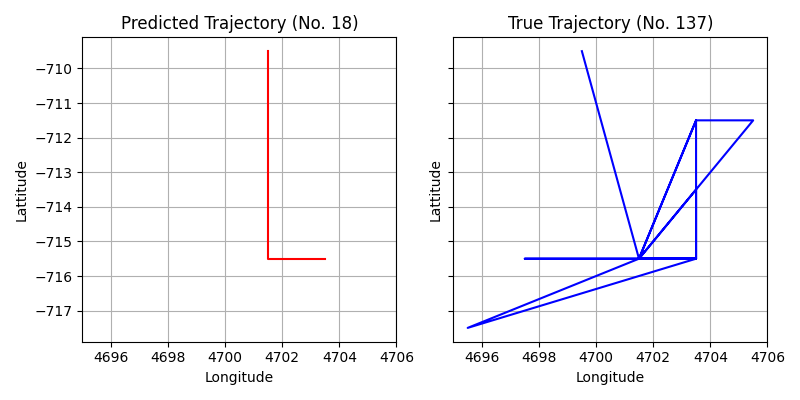 Predicted Trajectory (No. 18)
−710
−711
−712
−713
−714
−715
−716
−717
Lattitude
4696 4698 4700 4702 4704 4706
Longitude
True Trajectory (No. 137)
Lattitude
4696 4698 4700 4702 4704 4706
Longitude